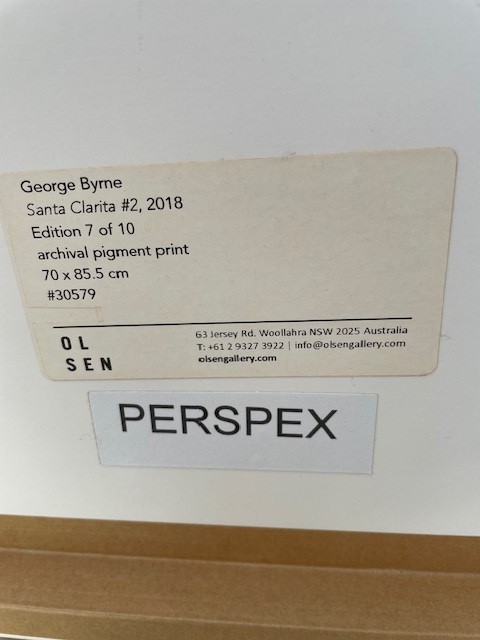 George Byrne
Santa Clarita #2, 2018
Edition 7 of 10
archival pigment print
70 x 85.5 cm
#30579
OL
SEN
63 Jersey Rd. Woollahra NSW 2025 Australia
T: +61 2 9327 3922 | info@olsengallery.com
olsengallery.com
PERSPEX